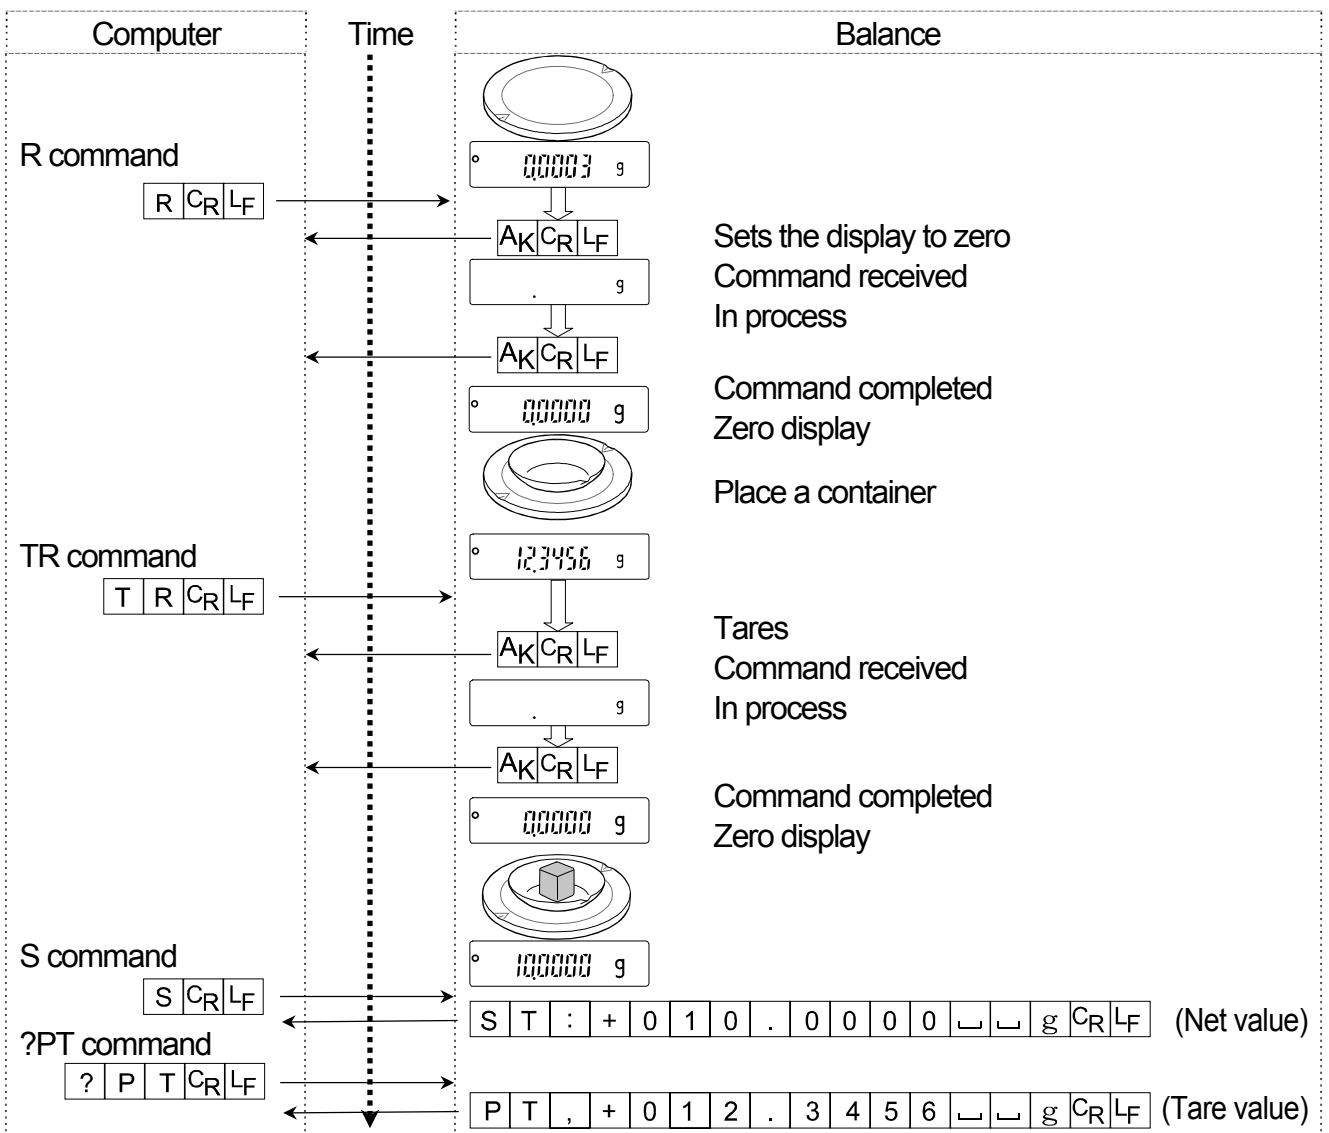 Computer Time Balance
R command
0.0003 g
R CR LF
AK CR LF Sets the display to zero
. g Command received
In process
AK CR LF
Command completed
0.0000 g Zero display
Place a container
TR command
12.3456 g
T R CR LF
Tares
AK CR LF Command received
. g In process
AK CR LF
Command completed
0.0000 g Zero display
S command
10.0000 g
S CR LF
S T : + 0 1 0 . 0 0 0 0 ␣ ␣ g CR LF (Net value)
?PT command
? P T CR LF
P T , + 0 1 2 . 3 4 5 6 ␣ ␣ g CR LF (Tare value)